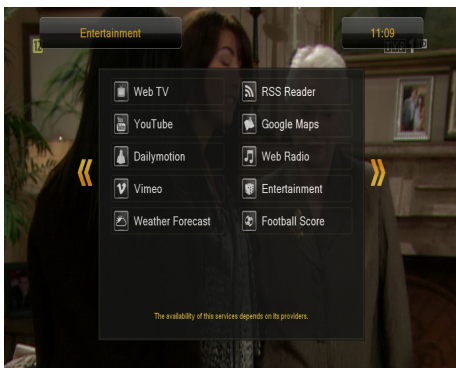 Entertainment
11:09
Web TV
RSS Reader
YouTube
Google Maps
Dailymotion
Web Radio
Vimeo
Entertainment
Weather Forecast
Football Score
The availability of this services depends on its providers.